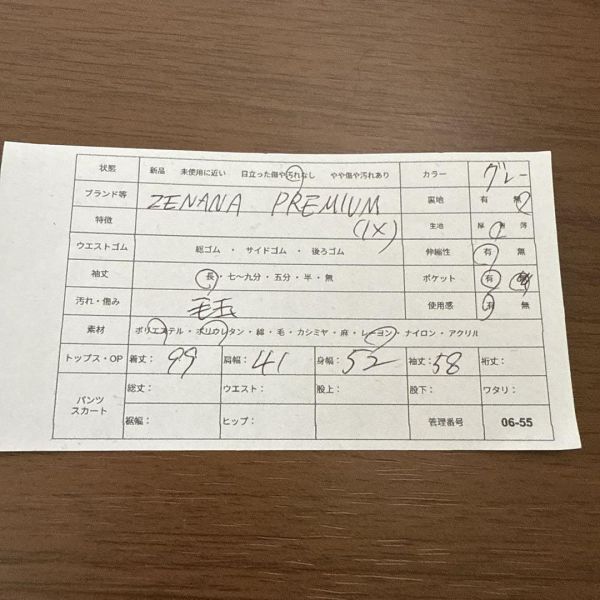 状態 新品 未使用に近い 目立った傷や汚れなし やや傷や汚れあり カラー グレー
ブランド等 ZENANA PREMIUM 裏地 有 無
特徴 (1X) 生地 厚 普 薄
ウエストゴム 総ゴム ・ サイドゴム ・ 後ろゴム 伸縮性 有 無
袖丈 長・七〜九分・五分・半・無 ポケット 有
汚れ・傷み 毛玉 使用感 有 無
素材 ポリエステル・ポリウレタン・綿・毛・カシミヤ・麻・レーヨン・ナイロン・アクリル
トップス・OP 着丈: 99 肩幅: 41 身幅: 52 袖丈: 58 裄丈:
パンツ スカート 総丈: ウエスト: 股上: 股下: ワタリ:
裾幅: ヒップ: 管理番号 06-55